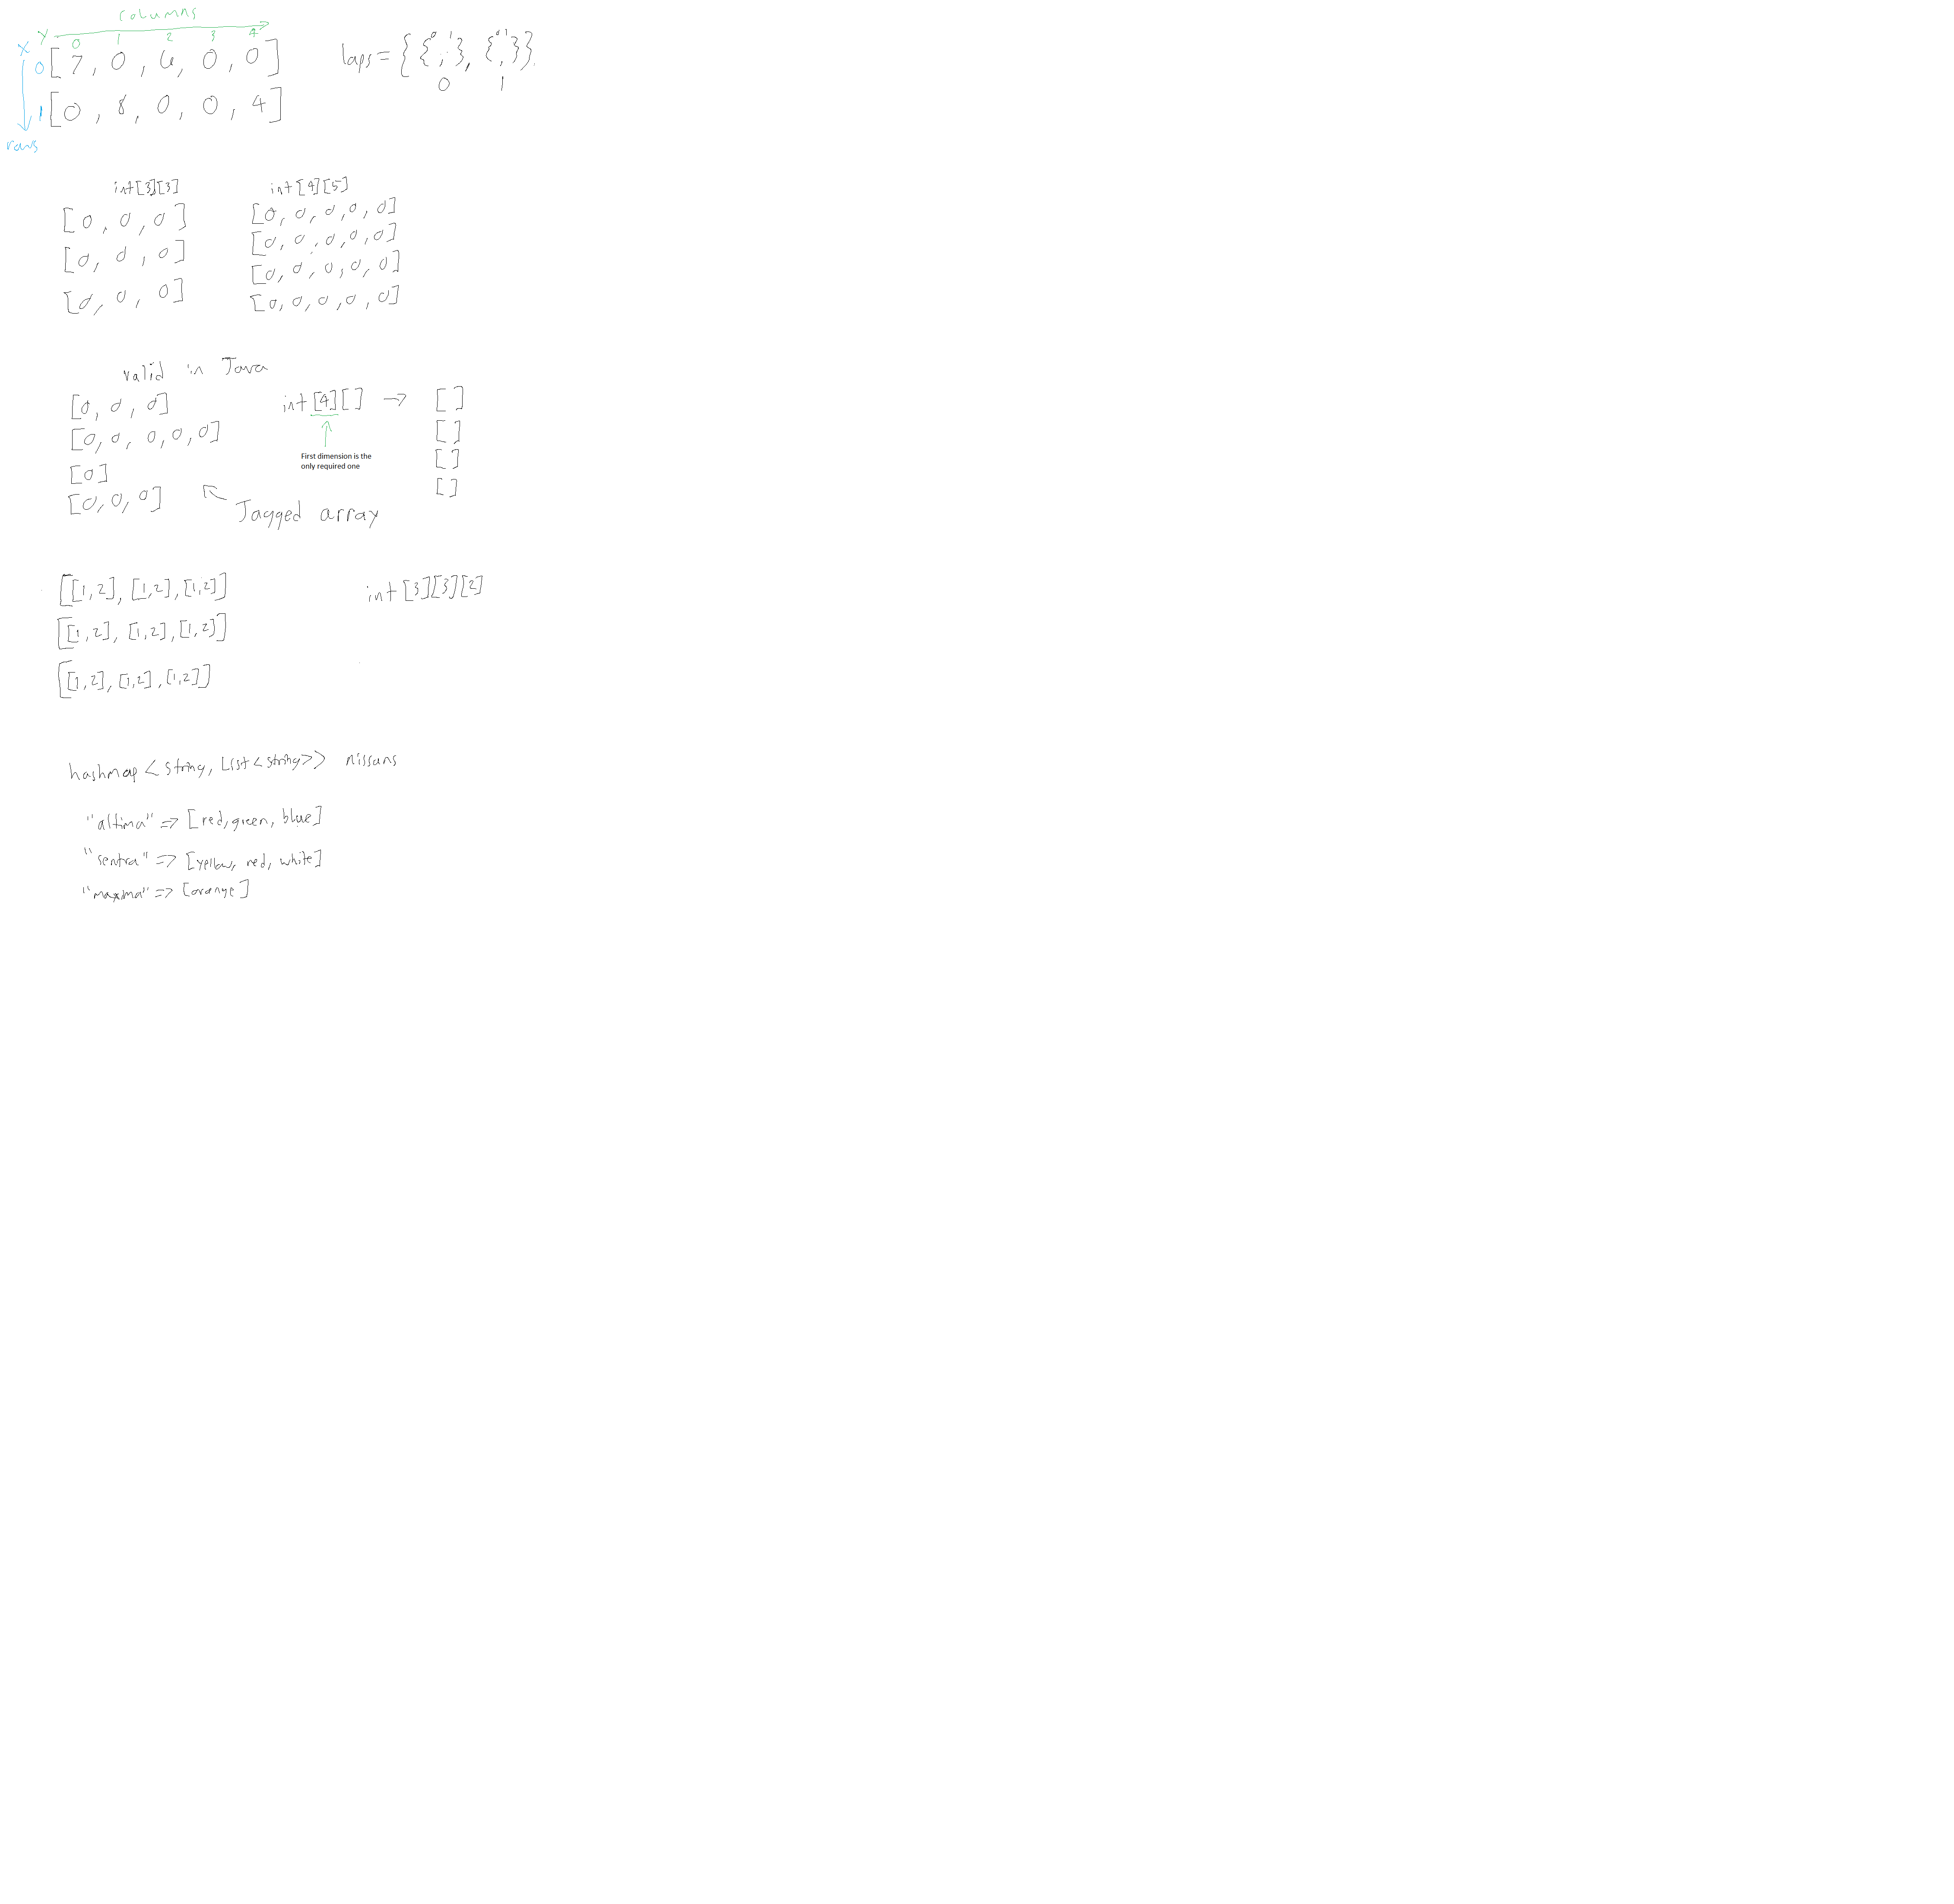 columns
Y
0 1 2 3 4
X
0 [7, 0, 6, 0, 0]
1 [0, 8, 0, 0, 4]
rows
laps = {{ , }, { , }}
0 1 0 1
0 1
int[3][3]
[0, 0, 0]
[0, 0, 0]
[0, 0, 0]
int[4][5]
[0, 0, 0, 0, 0]
[0, 0, 0, 0, 0]
[0, 0, 0, 0, 0]
[0, 0, 0, 0, 0]
valid in Java
[0, 0, 0]
[0, 0, 0, 0, 0]
[0]
[0, 0, 0]
Jagged array
int[4][] →
First dimension is the
only required one
[ ]
[ ]
[ ]
[ ]
[[1,2], [1,2], [1,2]]
[[1,2], [1,2], [1,2]]
[[1,2], [1,2], [1,2]]
int[3][3][2]
hashmap<string, List<string>> nissans
"altima" => [red, green, blue]
"sentra" => [yellow, red, white]
"maxima" => [orange]